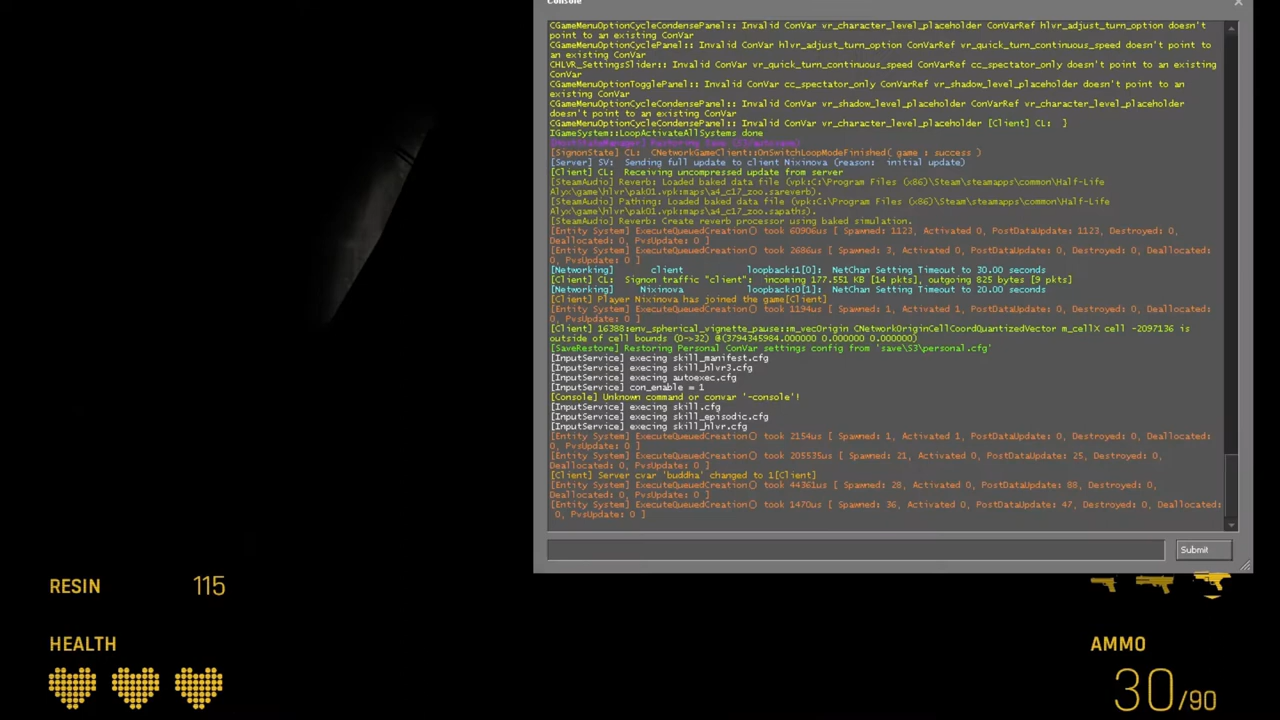 Console
CGameMenuOptionCycleCondensePanel:: Invalid ConVar vr_character_level_placeholder ConVarRef hlvr_adjust_turn_option doesn't
point to an existing ConVar
CGameMenuOptionCyclePanel:: Invalid ConVar hlvr_adjust_turn_option ConVarRef vr_quick_turn_continuous_speed doesn't point to
an existing ConVar
CHLVR_SettingsSlider:: Invalid ConVar vr_quick_turn_continuous_speed ConVarRef cc_spectator_only doesn't point to an existing
ConVar
CGameMenuOptionTogglePanel:: Invalid ConVar cc_spectator_only ConVarRef vr_shadow_level_placeholder doesn't point to an
existing ConVar
CGameMenuOptionCycleCondensePanel:: Invalid ConVar vr_shadow_level_placeholder ConVarRef vr_character_level_placeholder
doesn't point to an existing ConVar
CGameMenuOptionCycleCondensePanel:: Invalid ConVar vr_character_level_placeholder [Client] CL:  }
IGameSystem::LoopActivateAllSystems done
[SignonState] CL:  CNetworkGameClient::OnSwitchLoopModeFinished( game : success )
[Server] SV:  Sending full update to client Nixinova (reason:  initial update)
[Client] CL:  Receiving uncompressed update from server
[SteamAudio] Reverb: Loaded baked data file (vpk:C:\Program Files (x86)\Steam\steamapps\common\Half-Life
Alyx\game\hlvr\pak01.vpk:maps\a4_c17_zoo.sareverb).
[SteamAudio] Pathing: Loaded baked data file (vpk:C:\Program Files (x86)\Steam\steamapps\common\Half-Life
Alyx\game\hlvr\pak01.vpk:maps\a4_c17_zoo.sapaths).
[SteamAudio] Reverb: Create reverb processor using baked simulation.
[Entity System] ExecuteQueuedCreation() took 60906us [ Spawned: 1123, Activated 0, PostDataUpdate: 1123, Destroyed: 0,
Deallocated: 0, PvsUpdate: 0 ]
[Entity System] ExecuteQueuedCreation() took 2686us [ Spawned: 3, Activated 0, PostDataUpdate: 0, Destroyed: 0, Deallocated:
0, PvsUpdate: 0 ]
[Networking] client loopback:1[0]: NetChan Setting Timeout to 30.00 seconds
[Client] CL: Signon traffic "client":  incoming 177.551 KB [14 pkts], outgoing 825 bytes [9 pkts]
[Networking] Nixinova loopback:0[1]: NetChan Setting Timeout to 20.00 seconds
[Client] Player Nixinova has joined the game[Client]
[Entity System] ExecuteQueuedCreation() took 1194us [ Spawned: 1, Activated 1, PostDataUpdate: 0, Destroyed: 0, Deallocated:
0, PvsUpdate: 0 ]
[Client] 16388:env_spherical_vignette_pause::m_vecOrigin CNetworkOriginCellCoordQuantizedVector m_cellX cell -2097136 is
outside of cell bounds (0->32) @(3794345984.000000 0.000000 0.000000)
[SaveRestore] Restoring Personal ConVar settings config from 'save\S3\personal.cfg'
[InputService] execing skill_manifest.cfg
[InputService] execing skill_hlvr3.cfg
[InputService] execing autoexec.cfg
[InputService] con_enable = 1
[Console] Unknown command or convar '-console'!
[InputService] execing skill.cfg
[InputService] execing skill_episodic.cfg
[InputService] execing skill_hlvr.cfg
[Entity System] ExecuteQueuedCreation() took 2154us [ Spawned: 1, Activated 1, PostDataUpdate: 0, Destroyed: 0, Deallocated:
0, PvsUpdate: 0 ]
[Entity System] ExecuteQueuedCreation() took 205535us [ Spawned: 21, Activated 0, PostDataUpdate: 25, Destroyed: 0,
Deallocated: 0, PvsUpdate: 0 ]
[Client] Server cvar 'buddha' changed to 1[Client]
[Entity System] ExecuteQueuedCreation() took 44361us [ Spawned: 28, Activated 0, PostDataUpdate: 88, Destroyed: 0,
Deallocated: 0, PvsUpdate: 0 ]
[Entity System] ExecuteQueuedCreation() took 1470us [ Spawned: 36, Activated 0, PostDataUpdate: 47, Destroyed: 0, Deallocated:
0, PvsUpdate: 0 ]
Submit
RESIN 115
HEALTH
AMMO
30/90